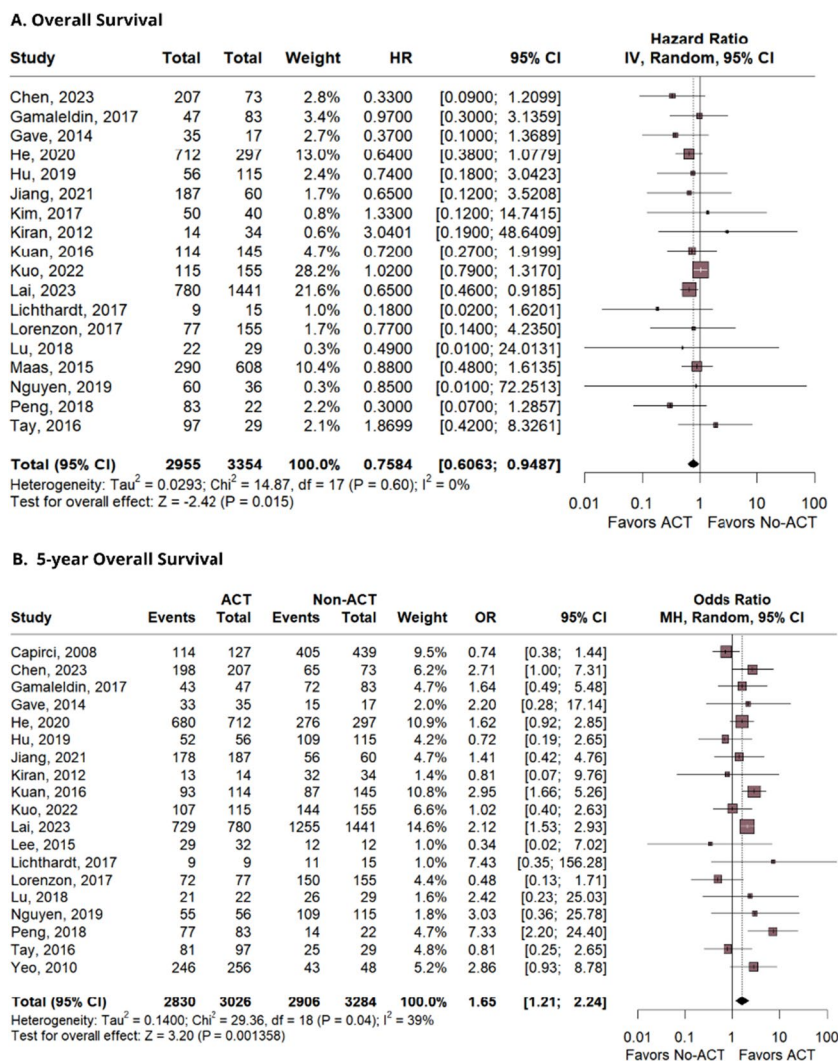 A. Overall Survival
Hazard Ratio
Study Total Total Weight HR 95% CI IV, Random, 95% CI
Chen, 2023 207 73 2.8% 0.3300 [0.0900; 1.2099]
Gamaleldin, 2017 47 83 3.4% 0.9700 [0.3000; 3.1359]
Gave, 2014 35 17 2.7% 0.3700 [0.1000; 1.3689]
He, 2020 712 297 13.0% 0.6400 [0.3800; 1.0779]
Hu, 2019 56 115 2.4% 0.7400 [0.1800; 3.0423]
Jiang, 2021 187 60 1.7% 0.6500 [0.1200; 3.5208]
Kim, 2017 50 40 0.8% 1.3300 [0.1200; 14.7415]
Kiran, 2012 14 34 0.6% 3.0401 [0.1900; 48.6409]
Kuan, 2016 114 145 4.7% 0.7200 [0.2700; 1.9199]
Kuo, 2022 115 155 28.2% 1.0200 [0.7900; 1.3170]
Lai, 2023 780 1441 21.6% 0.6500 [0.4600; 0.9185]
Lichthardt, 2017 9 15 1.0% 0.1800 [0.0200; 1.6201]
Lorenzon, 2017 77 155 1.7% 0.7700 [0.1400; 4.2350]
Lu, 2018 22 29 0.3% 0.4900 [0.0100; 24.0131]
Maas, 2015 290 608 10.4% 0.8800 [0.4800; 1.6135]
Nguyen, 2019 60 36 0.3% 0.8500 [0.0100; 72.2513]
Peng, 2018 83 22 2.2% 0.3000 [0.0700; 1.2857]
Tay, 2016 97 29 2.1% 1.8699 [0.4200; 8.3261]
Total (95% CI) 2955 3354 100.0% 0.7584 [0.6063; 0.9487]
Heterogeneity: Tau² = 0.0293; Chi² = 14.87, df = 17 (P = 0.60); I² = 0%
Test for overall effect: Z = -2.42 (P = 0.015)
0.01 0.1 1 10 100
Favors ACT Favors No-ACT
B. 5-year Overall Survival
ACT Non-ACT Odds Ratio
Study Events Total Events Total Weight OR 95% CI MH, Random, 95% CI
Capirci, 2008 114 127 405 439 9.5% 0.74 [0.38; 1.44]
Chen, 2023 198 207 65 73 6.2% 2.71 [1.00; 7.31]
Gamaleldin, 2017 43 47 72 83 4.7% 1.64 [0.49; 5.48]
Gave, 2014 33 35 15 17 2.0% 2.20 [0.28; 17.14]
He, 2020 680 712 276 297 10.9% 1.62 [0.92; 2.85]
Hu, 2019 52 56 109 115 4.2% 0.72 [0.19; 2.65]
Jiang, 2021 178 187 56 60 4.7% 1.41 [0.42; 4.76]
Kiran, 2012 13 14 32 34 1.4% 0.81 [0.07; 9.76]
Kuan, 2016 93 114 87 145 10.8% 2.95 [1.66; 5.26]
Kuo, 2022 107 115 144 155 6.6% 1.02 [0.40; 2.63]
Lai, 2023 729 780 1255 1441 14.6% 2.12 [1.53; 2.93]
Lee, 2015 29 32 12 12 1.0% 0.34 [0.02; 7.02]
Lichthardt, 2017 9 9 11 15 1.0% 7.43 [0.35; 156.28]
Lorenzon, 2017 72 77 150 155 4.4% 0.48 [0.13; 1.71]
Lu, 2018 21 22 26 29 1.6% 2.42 [0.23; 25.03]
Nguyen, 2019 55 56 109 115 1.8% 3.03 [0.36; 25.78]
Peng, 2018 77 83 14 22 4.8% 7.33 [2.20; 24.40]
Tay, 2016 81 97 25 29 4.8% 0.81 [0.25; 2.65]
Yeo, 2010 246 256 43 48 5.2% 2.86 [0.93; 8.78]
Total (95% CI) 2830 3026 2906 3284 100.0% 1.65 [1.21; 2.24]
Heterogeneity: Tau² = 0.1400; Chi² = 29.36, df = 18 (P = 0.04); I² = 39%
Test for overall effect: Z = 3.20 (P = 0.001358)
0.01 0.1 1 10 100
Favors No-ACT Favors ACT